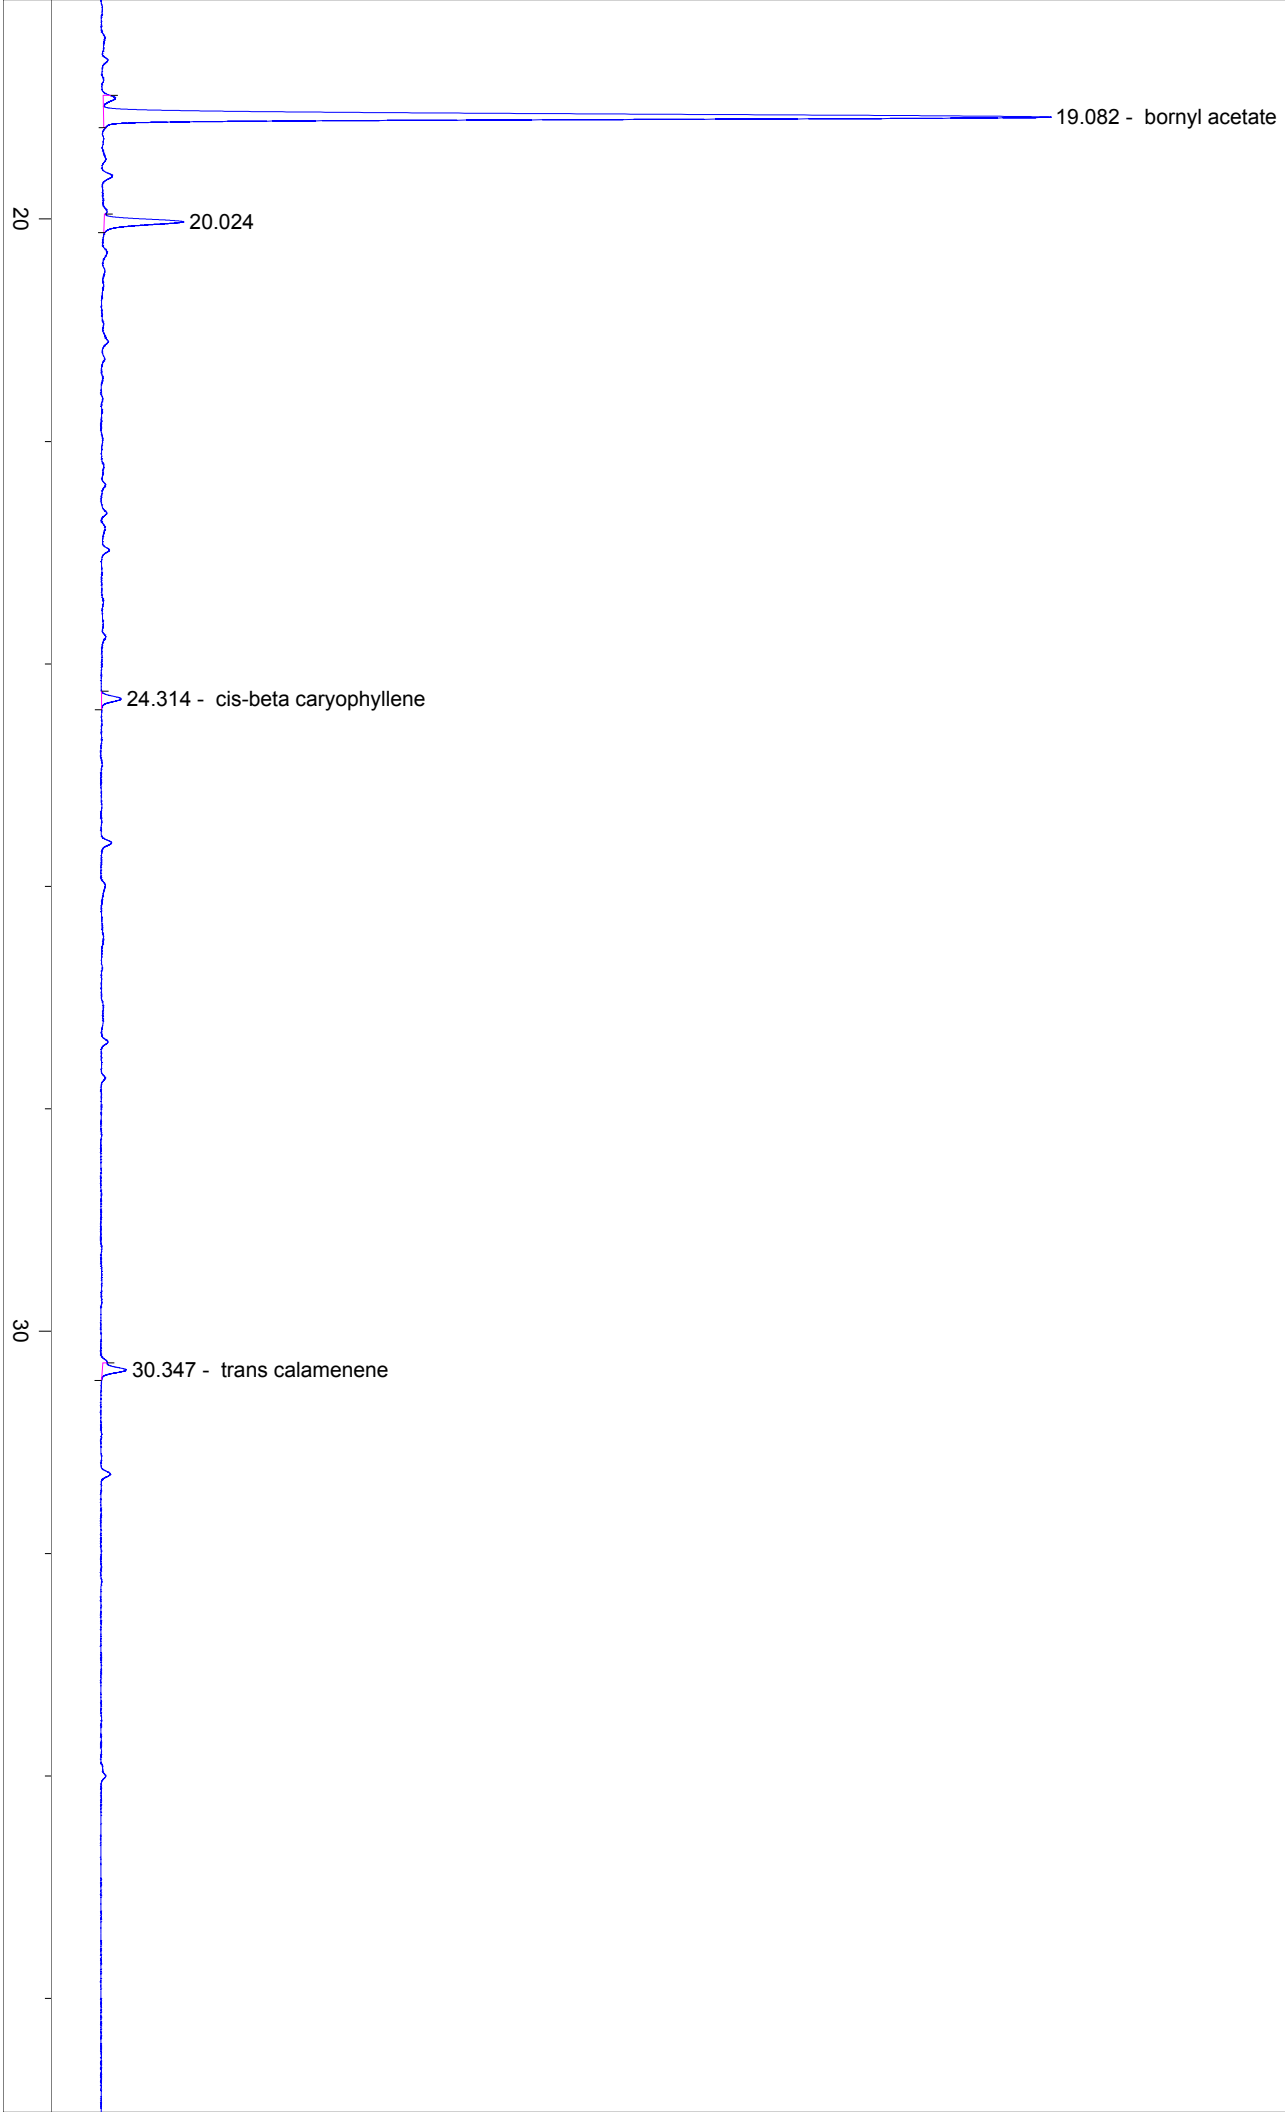 19.082 - bornyl acetate
20
20.024
24.314 - cis-beta caryophyllene
30
30.347 - trans calamenene